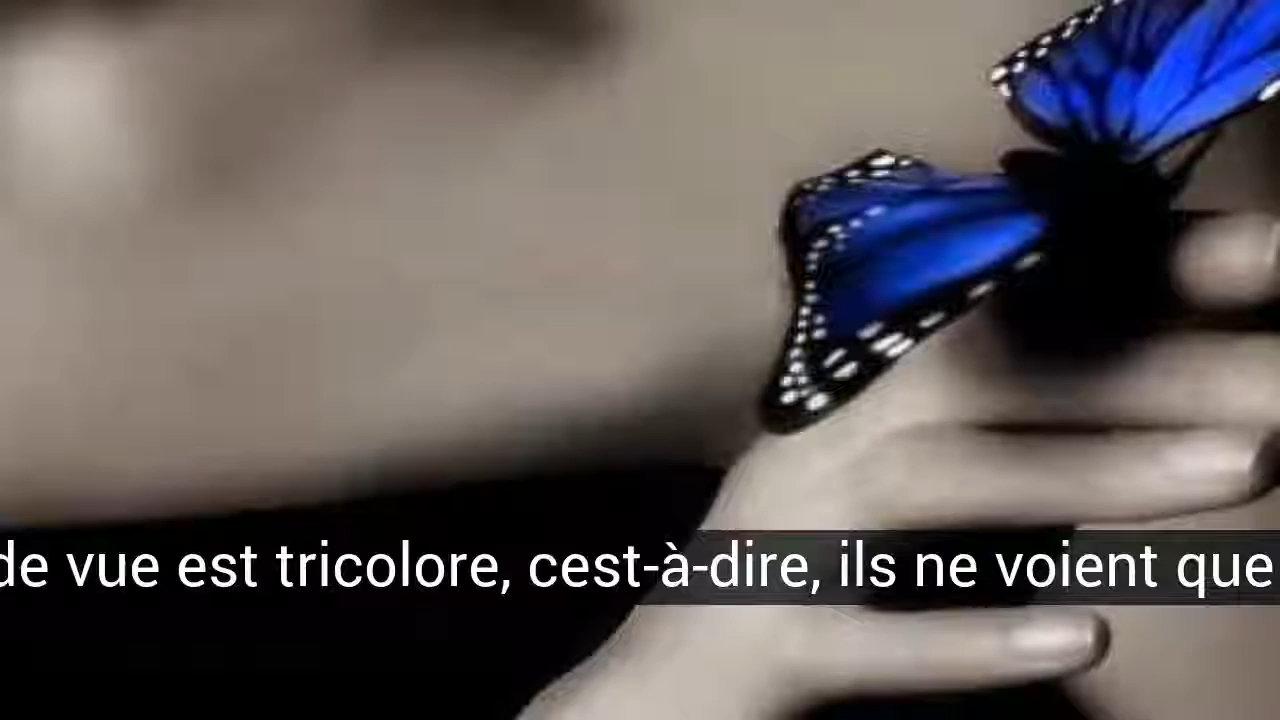 de vue est tricolore, cest-à-dire, ils ne voient que